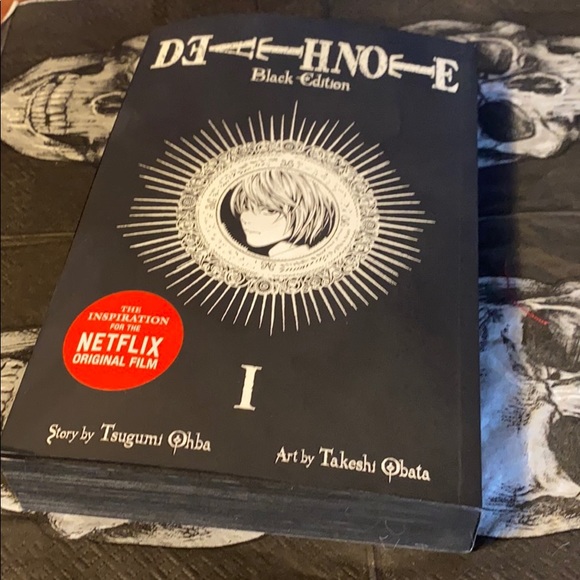 DEATH NOTE
Black Edition
THE
INSPIRATION
FOR THE
NETFLIX
ORIGINAL FILM
I
Story by Tsugumi Ohba
Art by Takeshi Obata